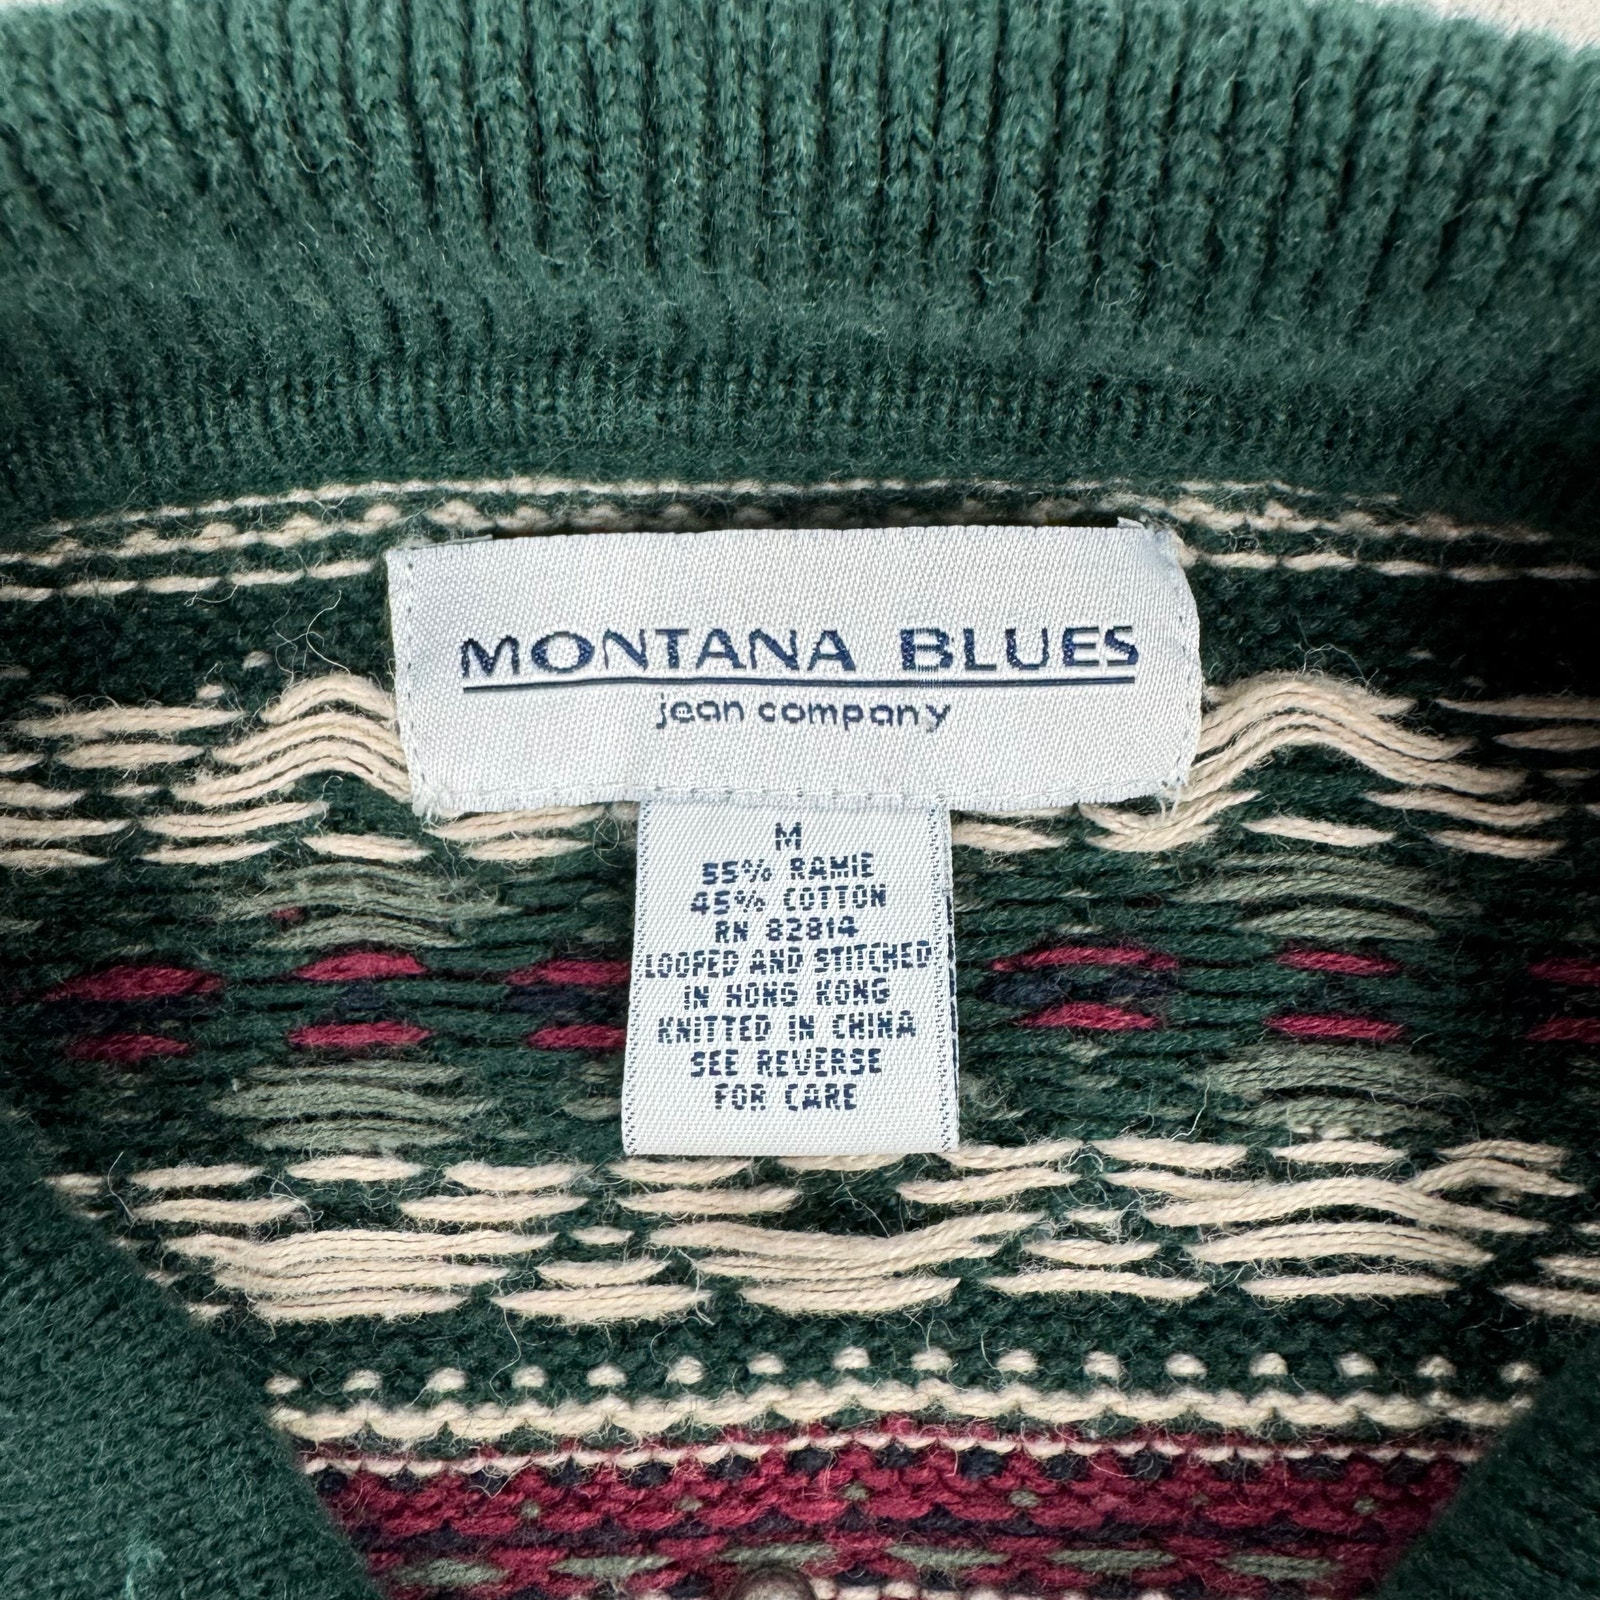 MONTANA BLUES
jean company
M
55% RAMIE
45% COTTON
RN 82814
LOOPED AND STITCHED
IN HONG KONG
KNITTED IN CHINA
SEE REVERSE
FOR CARE